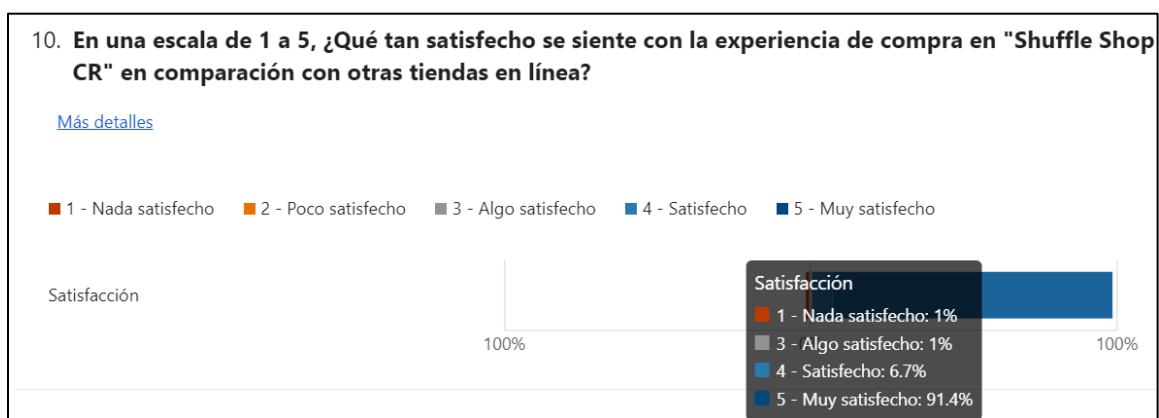 10. En una escala de 1 a 5, ¿Qué tan satisfecho se siente con la experiencia de compra en "Shuffle Shop
CR" en comparación con otras tiendas en línea?
Más detalles
1 - Nada satisfecho 2 - Poco satisfecho 3 - Algo satisfecho 4 - Satisfecho 5 - Muy satisfecho
Satisfacción
Satisfacción
1 - Nada satisfecho: 1%
3 - Algo satisfecho: 1%
4 - Satisfecho: 6.7%
5 - Muy satisfecho: 91.4%
100% 100%